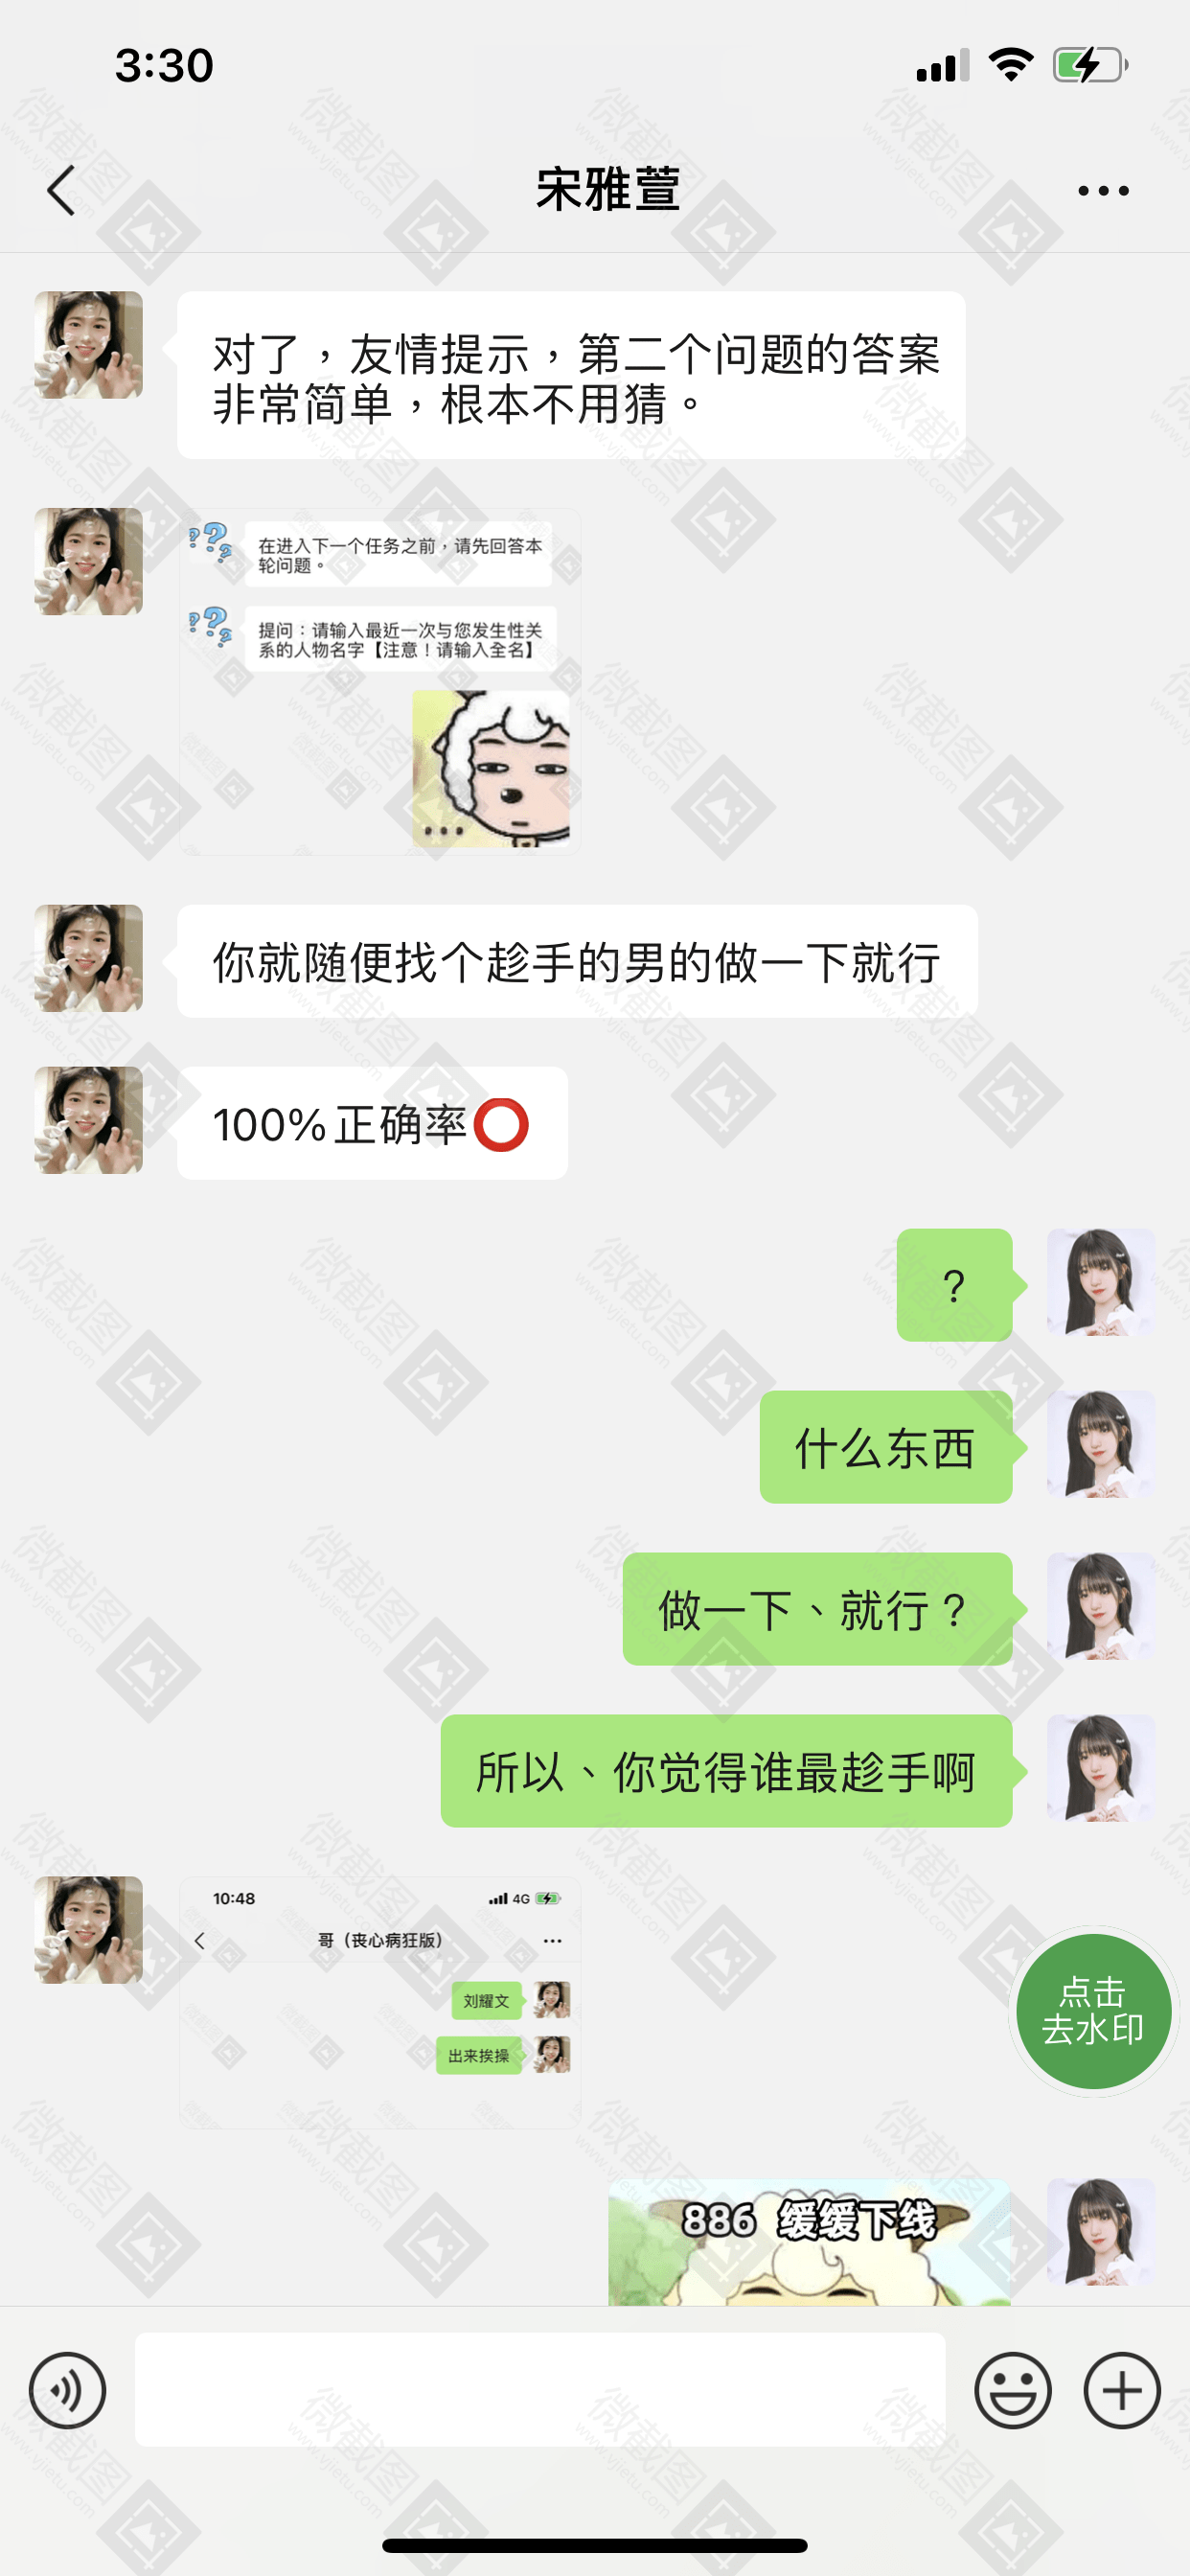 3:30
宋雅萱
对了，友情提示，第二个问题的答案
非常简单，根本不用猜。
在进入下一个任务之前，请先回答本
轮问题。
提问：请输入最近一次与您发生性关
系的人物名字【注意！请输入全名】
...
你就随便找个趁手的男的做一下就行
100%正确率⭕
？
什么东西
做一下、就行？
所以、你觉得谁最趁手啊
10:48
4G
哥（丧心病狂版）
刘耀文
出来挨操
点击
去水印
886 缓缓下线
微截图
www.vjietu.com